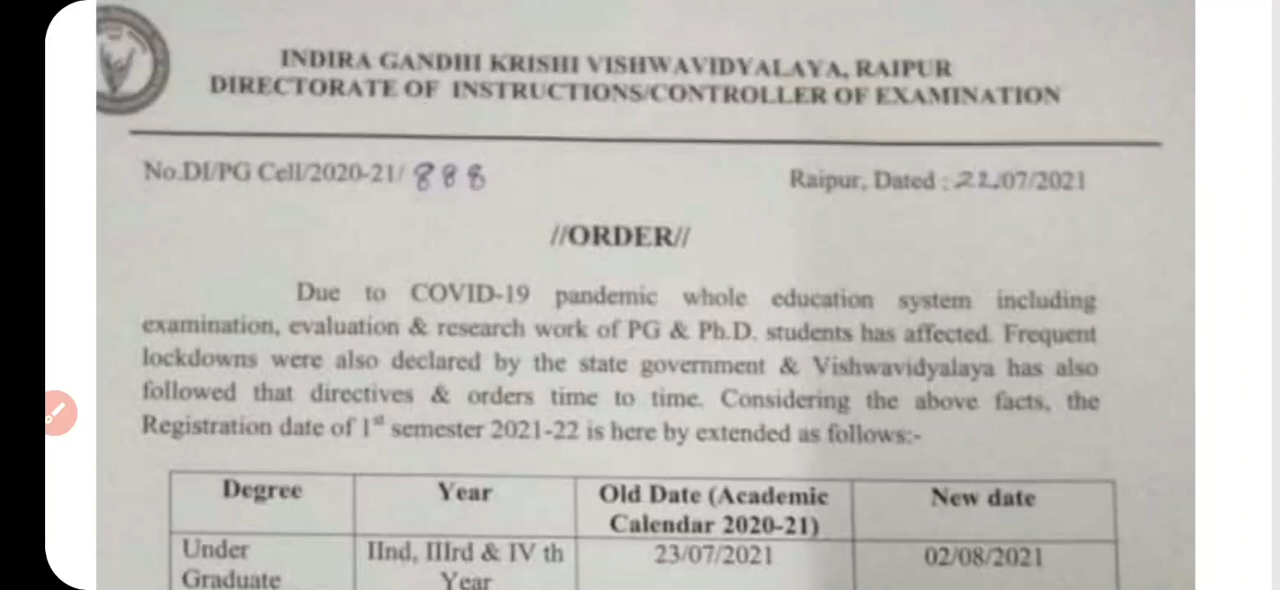 INDIRA GANDHI KRISHI VISHWAVIDYALAYA, RAIPUR
DIRECTORATE OF INSTRUCTIONS/CONTROLLER OF EXAMINATION
No.DI/PG Cell/2020-21/ 888
Raipur, Dated : 22/07/2021
//ORDER//
Due to COVID-19 pandemic whole education system including
examination, evaluation & research work of PG & Ph.D. students has affected. Frequent
lockdowns were also declared by the state government & Vishwavidyalaya has also
followed that directives & orders time to time. Considering the above facts, the
Registration date of 1st semester 2021-22 is here by extended as follows:-
Degree Year Old Date (Academic New date
Calendar 2020-21)
Under IInd, IIIrd & IV th 23/07/2021 02/08/2021
Graduate Year